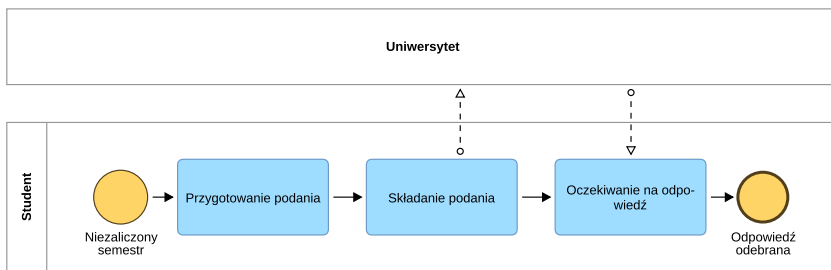 Uniwersytet
Student
Przygotowanie podania
Składanie podania
Oczekiwanie na odpo-
wiedź
Niezaliczony
semestr
Odpowiedź
odebrana